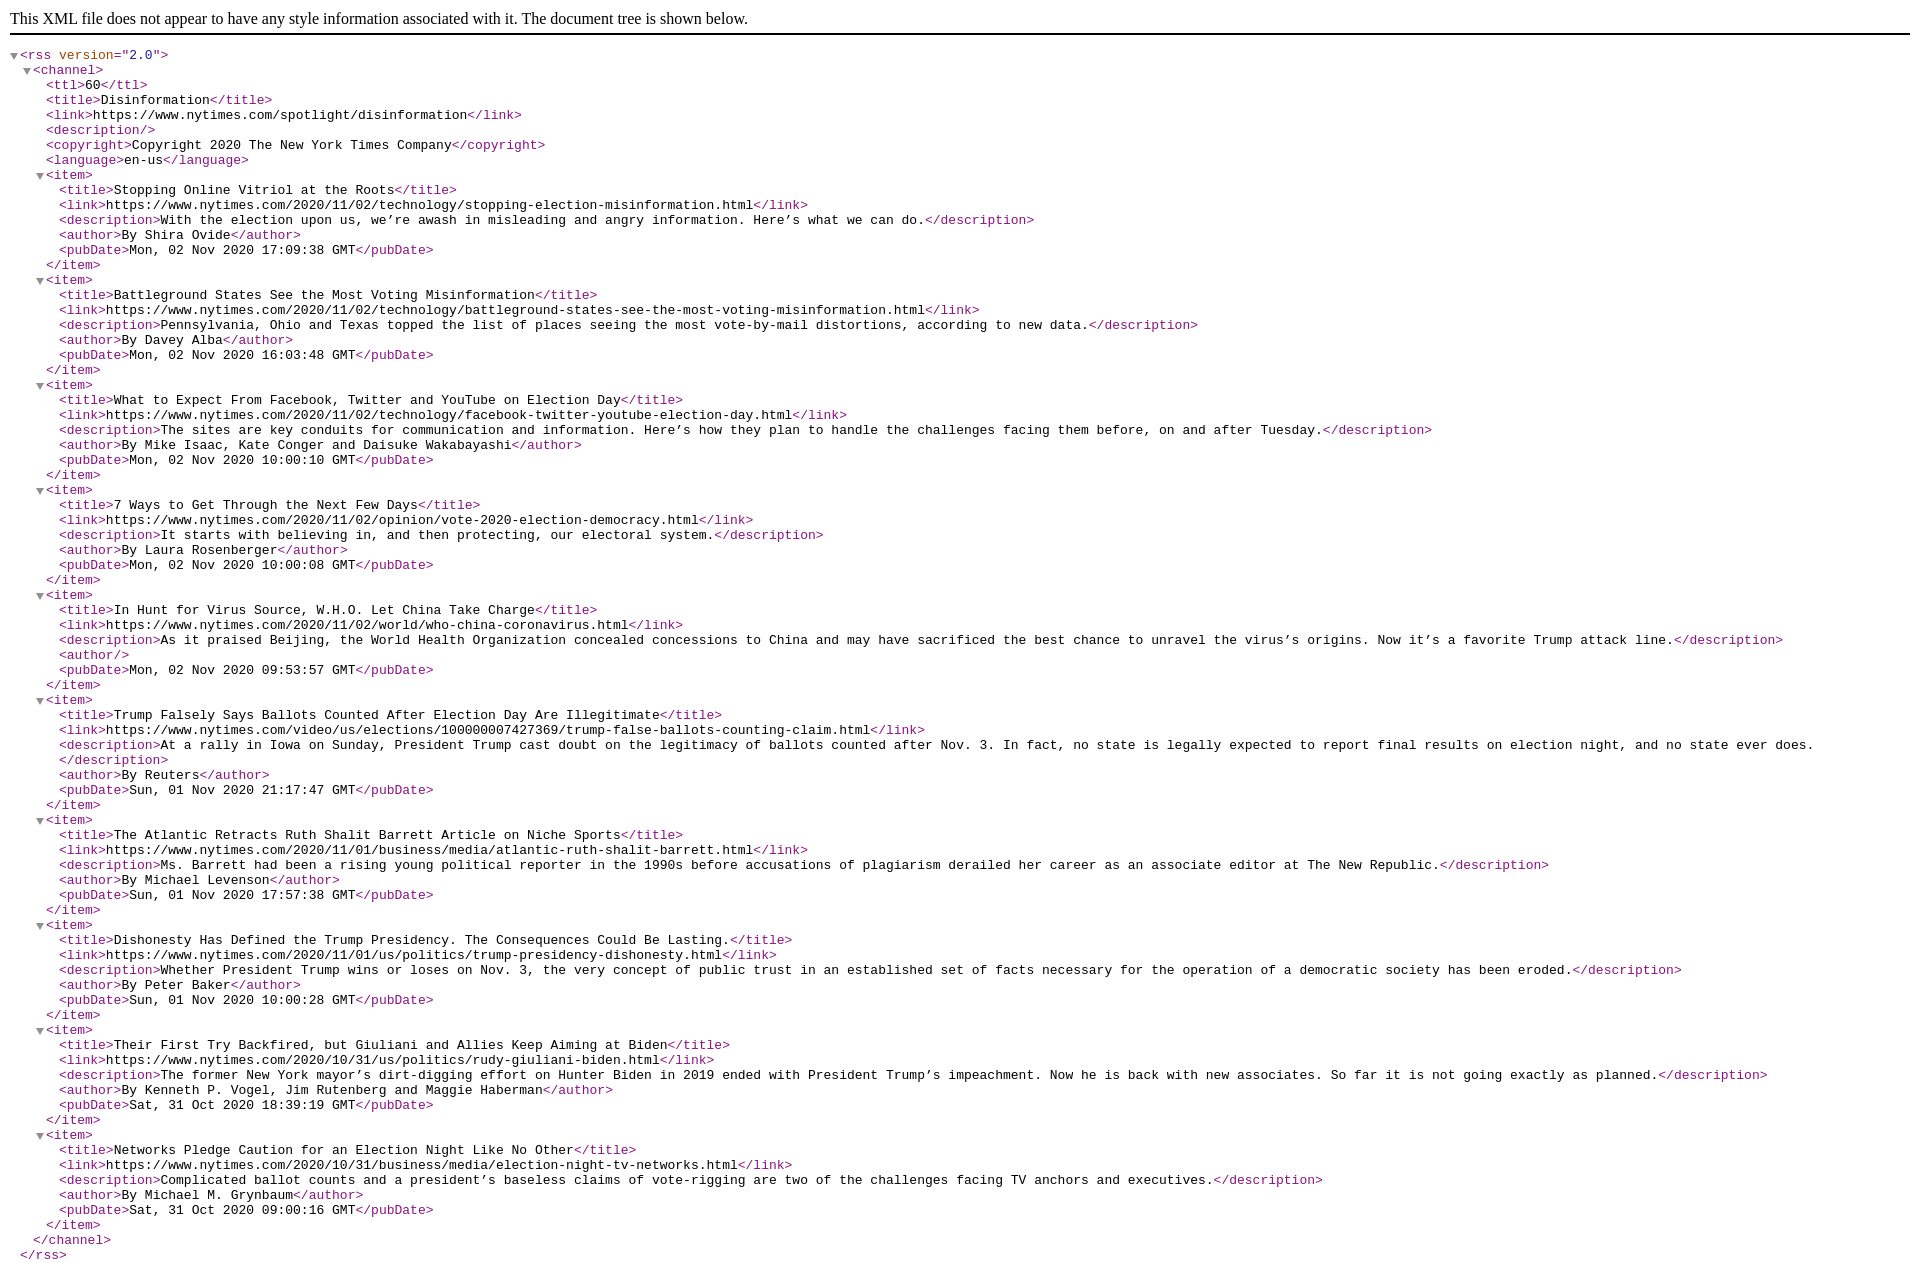 This XML file does not appear to have any style information associated with it. The document tree is shown below.
<rss version="2.0">
<channel>
<ttl>60</ttl>
<title>Disinformation</title>
<link>https://www.nytimes.com/spotlight/disinformation</link>
<description/>
<copyright>Copyright 2020 The New York Times Company</copyright>
<language>en-us</language>
<item>
<title>Stopping Online Vitriol at the Roots</title>
<link>https://www.nytimes.com/2020/11/02/technology/stopping-election-misinformation.html</link>
<description>With the election upon us, we’re awash in misleading and angry information. Here’s what we can do.</description>
<author>By Shira Ovide</author>
<pubDate>Mon, 02 Nov 2020 17:09:38 GMT</pubDate>
</item>
<item>
<title>Battleground States See the Most Voting Misinformation</title>
<link>https://www.nytimes.com/2020/11/02/technology/battleground-states-see-the-most-voting-misinformation.html</link>
<description>Pennsylvania, Ohio and Texas topped the list of places seeing the most vote-by-mail distortions, according to new data.</description>
<author>By Davey Alba</author>
<pubDate>Mon, 02 Nov 2020 16:03:48 GMT</pubDate>
</item>
<item>
<title>What to Expect From Facebook, Twitter and YouTube on Election Day</title>
<link>https://www.nytimes.com/2020/11/02/technology/facebook-twitter-youtube-election-day.html</link>
<description>The sites are key conduits for communication and information. Here’s how they plan to handle the challenges facing them before, on and after Tuesday.</description>
<author>By Mike Isaac, Kate Conger and Daisuke Wakabayashi</author>
<pubDate>Mon, 02 Nov 2020 10:00:10 GMT</pubDate>
</item>
<item>
<title>7 Ways to Get Through the Next Few Days</title>
<link>https://www.nytimes.com/2020/11/02/opinion/vote-2020-election-democracy.html</link>
<description>It starts with believing in, and then protecting, our electoral system.</description>
<author>By Laura Rosenberger</author>
<pubDate>Mon, 02 Nov 2020 10:00:08 GMT</pubDate>
</item>
<item>
<title>In Hunt for Virus Source, W.H.O. Let China Take Charge</title>
<link>https://www.nytimes.com/2020/11/02/world/who-china-coronavirus.html</link>
<description>As it praised Beijing, the World Health Organization concealed concessions to China and may have sacrificed the best chance to unravel the virus’s origins. Now it’s a favorite Trump attack line.</description>
<author/>
<pubDate>Mon, 02 Nov 2020 09:53:57 GMT</pubDate>
</item>
<item>
<title>Trump Falsely Says Ballots Counted After Election Day Are Illegitimate</title>
<link>https://www.nytimes.com/video/us/elections/100000007427369/trump-false-ballots-counting-claim.html</link>
<description>At a rally in Iowa on Sunday, President Trump cast doubt on the legitimacy of ballots counted after Nov. 3. In fact, no state is legally expected to report final results on election night, and no state ever does.
</description>
<author>By Reuters</author>
<pubDate>Sun, 01 Nov 2020 21:17:47 GMT</pubDate>
</item>
<item>
<title>The Atlantic Retracts Ruth Shalit Barrett Article on Niche Sports</title>
<link>https://www.nytimes.com/2020/11/01/business/media/atlantic-ruth-shalit-barrett.html</link>
<description>Ms. Barrett had been a rising young political reporter in the 1990s before accusations of plagiarism derailed her career as an associate editor at The New Republic.</description>
<author>By Michael Levenson</author>
<pubDate>Sun, 01 Nov 2020 17:57:38 GMT</pubDate>
</item>
<item>
<title>Dishonesty Has Defined the Trump Presidency. The Consequences Could Be Lasting.</title>
<link>https://www.nytimes.com/2020/11/01/us/politics/trump-presidency-dishonesty.html</link>
<description>Whether President Trump wins or loses on Nov. 3, the very concept of public trust in an established set of facts necessary for the operation of a democratic society has been eroded.</description>
<author>By Peter Baker</author>
<pubDate>Sun, 01 Nov 2020 10:00:28 GMT</pubDate>
</item>
<item>
<title>Their First Try Backfired, but Giuliani and Allies Keep Aiming at Biden</title>
<link>https://www.nytimes.com/2020/10/31/us/politics/rudy-giuliani-biden.html</link>
<description>The former New York mayor’s dirt-digging effort on Hunter Biden in 2019 ended with President Trump’s impeachment. Now he is back with new associates. So far it is not going exactly as planned.</description>
<author>By Kenneth P. Vogel, Jim Rutenberg and Maggie Haberman</author>
<pubDate>Sat, 31 Oct 2020 18:39:19 GMT</pubDate>
</item>
<item>
<title>Networks Pledge Caution for an Election Night Like No Other</title>
<link>https://www.nytimes.com/2020/10/31/business/media/election-night-tv-networks.html</link>
<description>Complicated ballot counts and a president’s baseless claims of vote-rigging are two of the challenges facing TV anchors and executives.</description>
<author>By Michael M. Grynbaum</author>
<pubDate>Sat, 31 Oct 2020 09:00:16 GMT</pubDate>
</item>
</channel>
</rss>